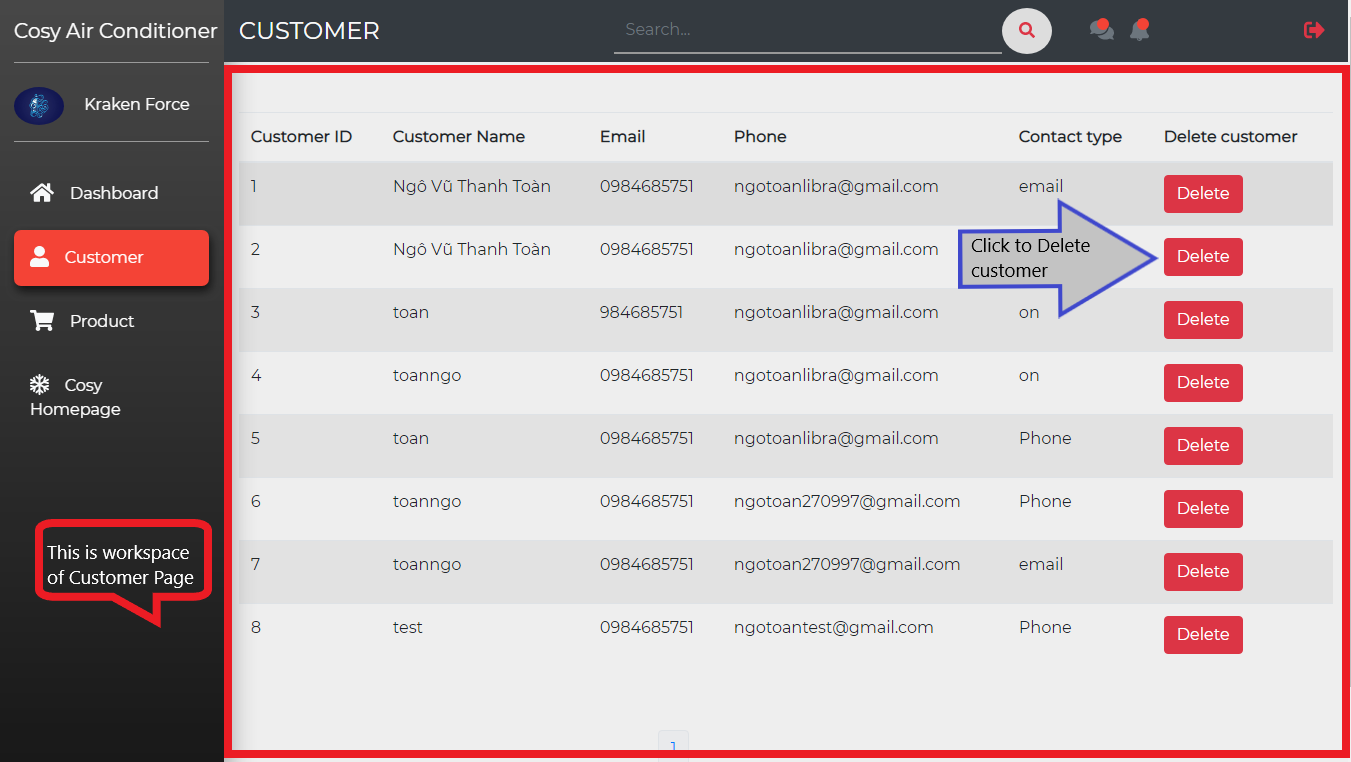 Cosy Air Conditioner
CUSTOMER
Search...
Kraken Force
Dashboard
Customer
Product
Cosy
Homepage
This is workspace
of Customer Page
Customer ID Customer Name Email Phone Contact type Delete customer
1 Ngô Vũ Thanh Toàn 0984685751 ngotoanlibra@gmail.com email Delete
2 Ngô Vũ Thanh Toàn 0984685751 ngotoanlibra@gmail.com Delete
Click to Delete
customer
3 toan 984685751 ngotoanlibra@gmail.com on Delete
4 toanngo 0984685751 ngotoanlibra@gmail.com on Delete
5 toan 0984685751 ngotoanlibra@gmail.com Phone Delete
6 toanngo 0984685751 ngotoan270997@gmail.com Phone Delete
7 toanngo 0984685751 ngotoan270997@gmail.com email Delete
8 test 0984685751 ngotoantest@gmail.com Phone Delete
1